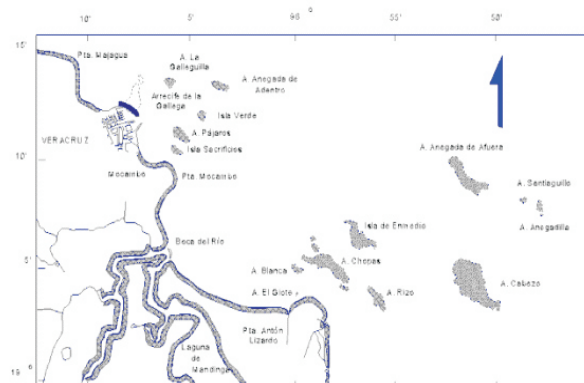 10' 5' 96 o 55' 50'
15'
Pta. Majagua
A. La
Galleguilla
A. Anegada de
Adentro
Arrecife de la
Gallega
Isla Verde
VERACRUZ
A. Pájaros
Isla Sacrificios
A. Anegada de Afuera
10'
Mocambo
Pta. Mocambo
A. Santiaguillo
A. Anegadilla
Isla de Enmedio
Boca del Río
5'
A. Blanca
A. Chopas
A. El Giote
A. Rizo
A. Cabezo
Pta. Antón
Lizardo
Laguna
de
Mandinga
19 o